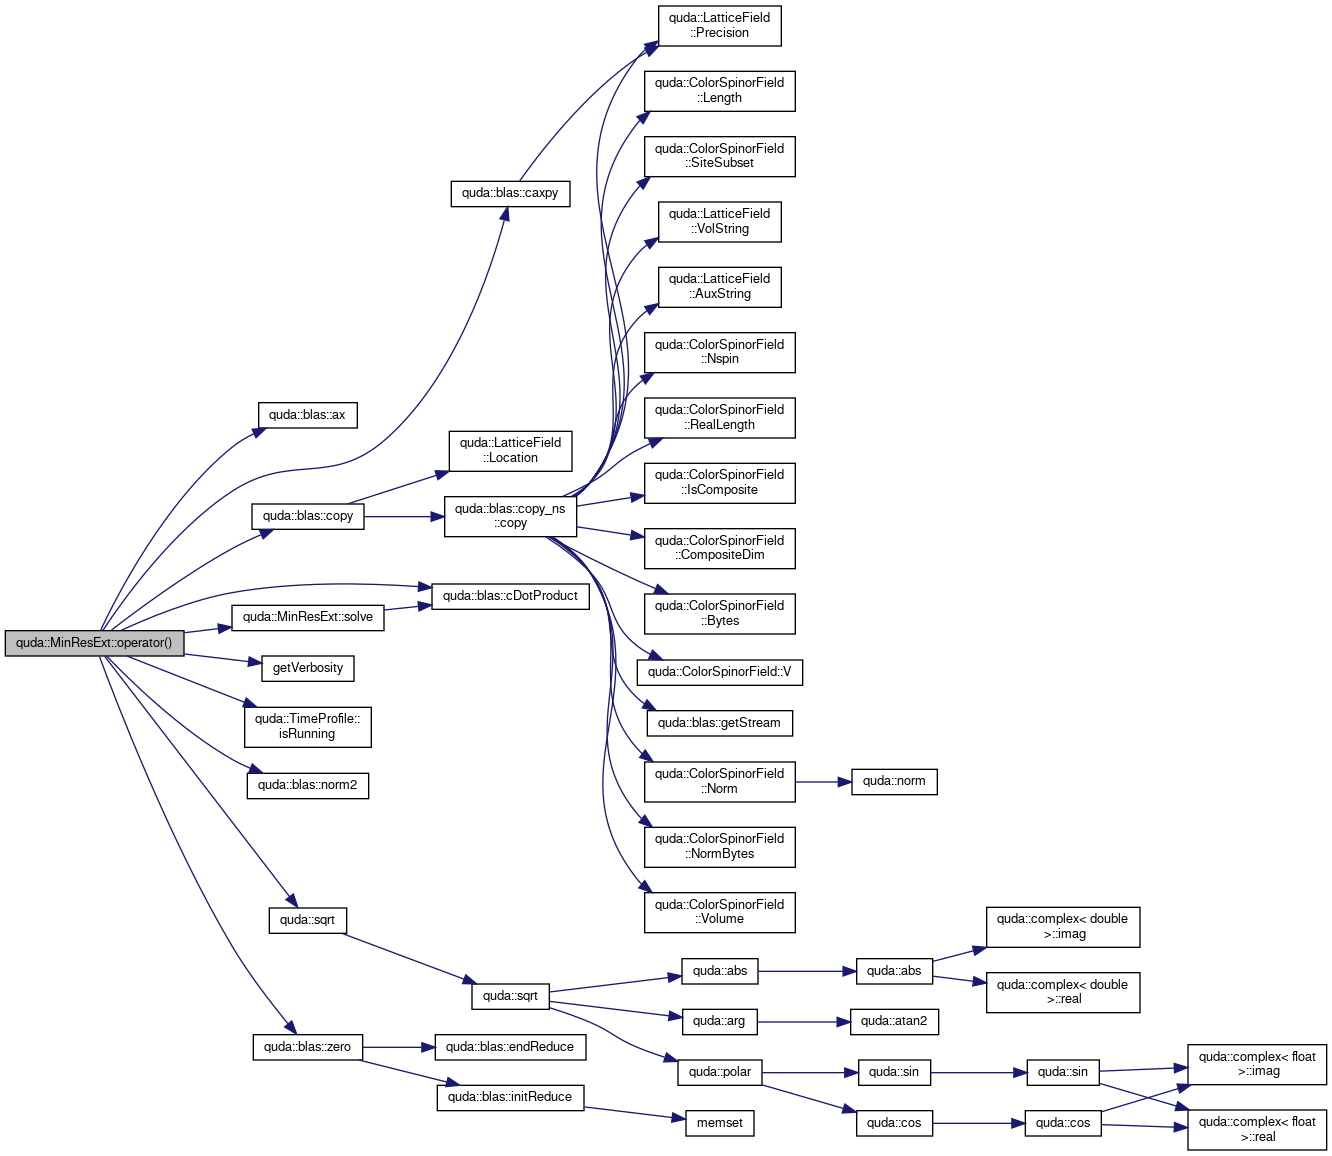 quda::LatticeField
::Precision
quda::ColorSpinorField
::Length
quda::ColorSpinorField
::SiteSubset
quda::blas::caxpy
quda::LatticeField
::VolString
quda::LatticeField
::AuxString
quda::ColorSpinorField
::Nspin
quda::blas::ax
quda::ColorSpinorField
::RealLength
quda::LatticeField
::Location
quda::ColorSpinorField
::IsComposite
quda::blas::copy
quda::blas::copy_ns
::copy
quda::ColorSpinorField
::CompositeDim
quda::blas::cDotProduct
quda::ColorSpinorField
::Bytes
quda::MinResExt::solve
quda::MinResExt::operator()
getVerbosity
quda::ColorSpinorField::V
quda::TimeProfile::
isRunning
quda::blas::getStream
quda::blas::norm2
quda::ColorSpinorField
::Norm
quda::norm
quda::ColorSpinorField
::NormBytes
quda::sqrt
quda::ColorSpinorField
::Volume
quda::complex< double
>::imag
quda::abs
quda::abs
quda::sqrt
quda::complex< double
>::real
quda::arg
quda::atan2
quda::blas::zero
quda::blas::endReduce
quda::polar
quda::sin
quda::sin
quda::complex< float
>::imag
quda::blas::initReduce
memset
quda::cos
quda::cos
quda::complex< float
>::real